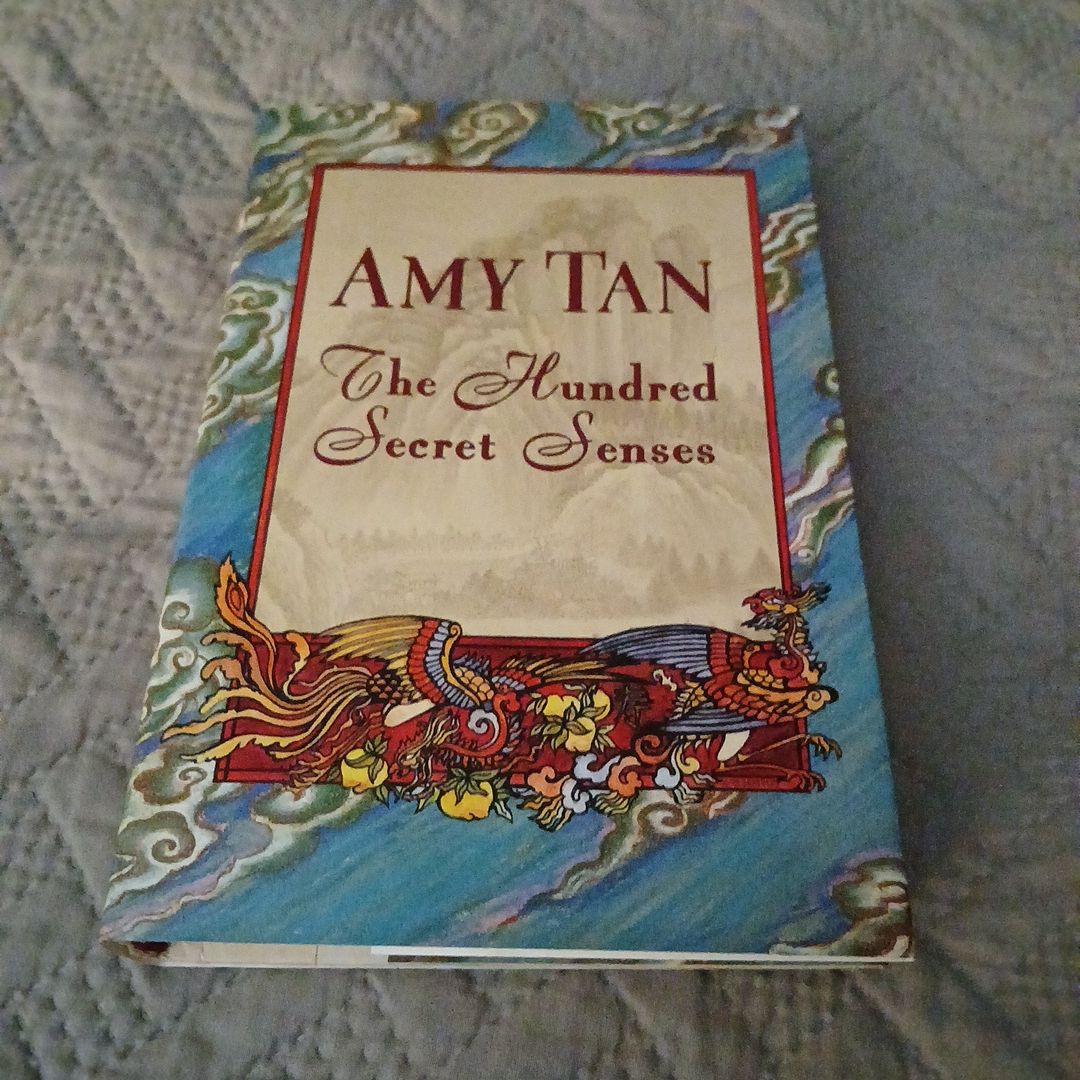 AMY TAN
The Hundred
Secret Senses